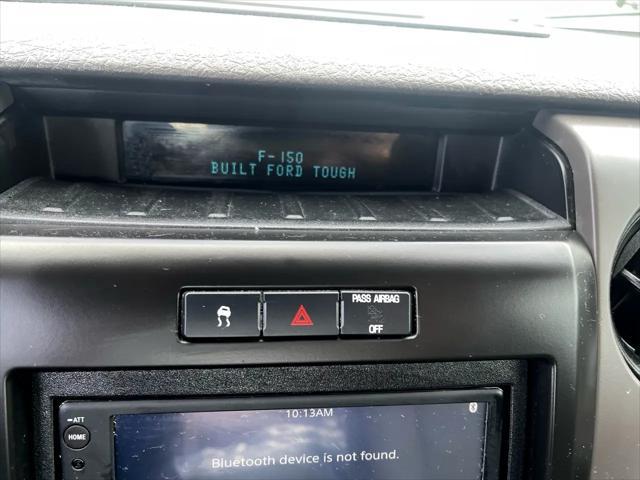 F-150
BUILT FORD TOUGH
PASS AIRBAG
OFF
-ATT
10:13AM
HOME
Bluetooth device is not found.